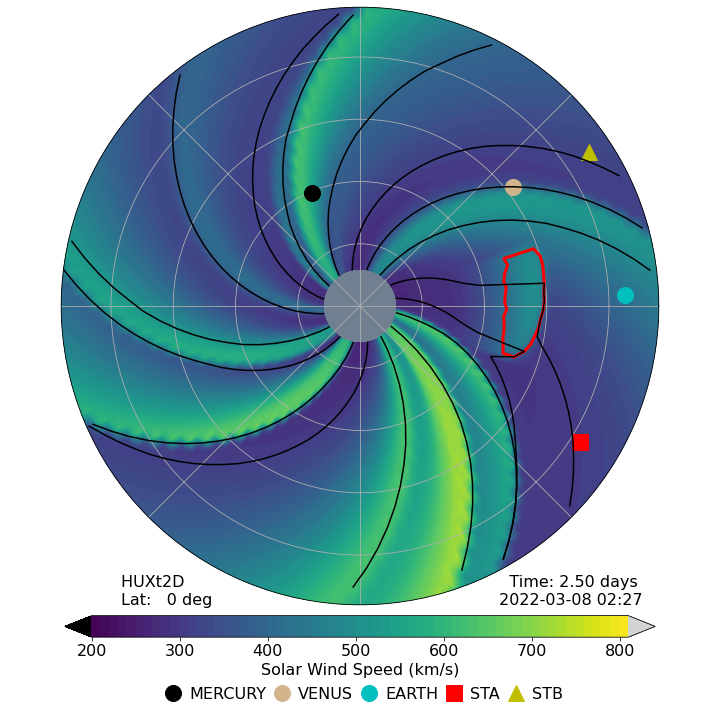 HUXt2D
Lat:   0 deg
Time: 2.50 days
2022-03-08 02:27
200 300 400 500 600 700 800
Solar Wind Speed (km/s)
MERCURY VENUS EARTH STA STB